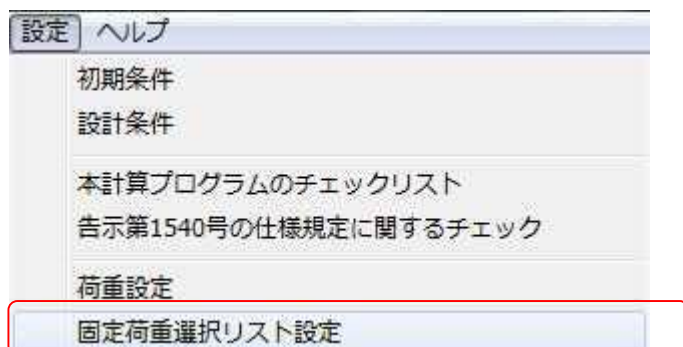 設定 ヘルプ
初期条件
設計条件
本計算プログラムのチェックリスト
告示第1540号の仕様規定に関するチェック
荷重設定
固定荷重選択リスト設定